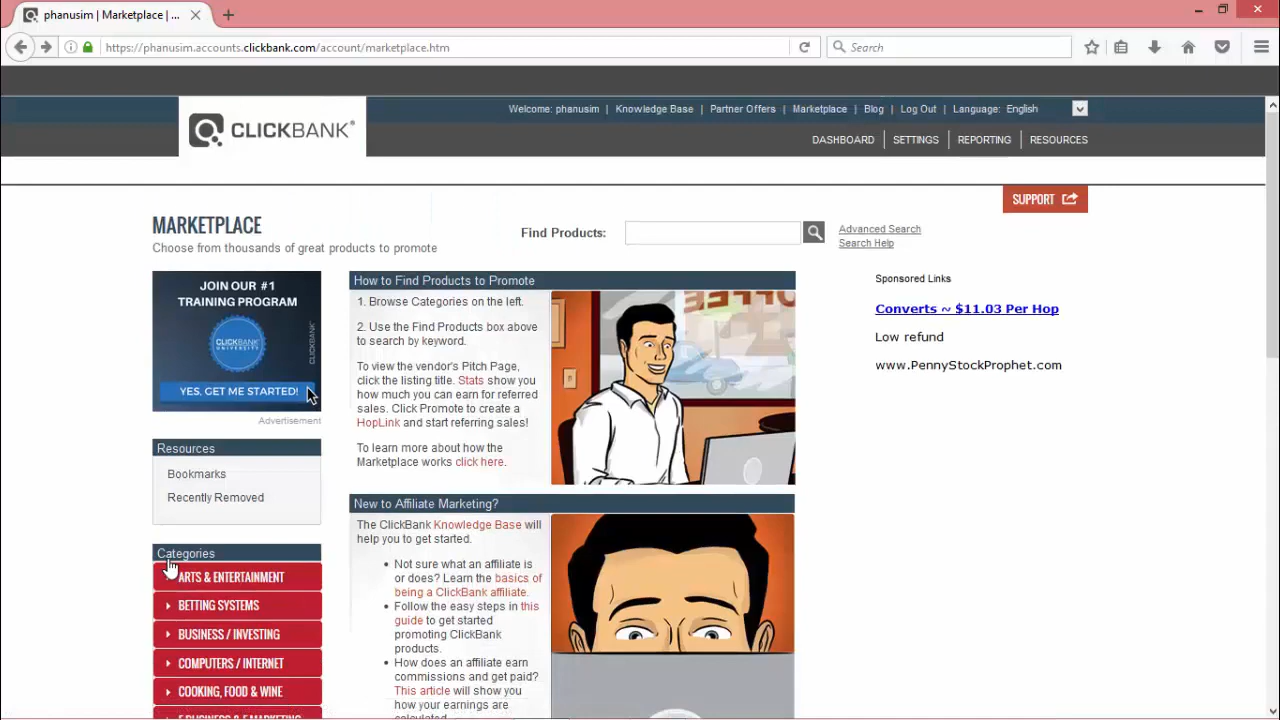 phanusim | Marketplace | ...
https://phanusim.accounts.clickbank.com/account/marketplace.htm
Search
Welcome: phanusim | Knowledge Base | Partner Offers | Marketplace | Blog | Log Out | Language: English
CLICKBANK®
DASHBOARD | SETTINGS | REPORTING | RESOURCES
SUPPORT
MARKETPLACE
Choose from thousands of great products to promote
Find Products:
Advanced Search
Search Help
JOIN OUR #1
TRAINING PROGRAM
CLICKBANK
UNIVERSITY
CLICKBANK
YES, GET ME STARTED!
Advertisement
Resources
Bookmarks
Recently Removed
Categories
ARTS & ENTERTAINMENT
BETTING SYSTEMS
BUSINESS / INVESTING
COMPUTERS / INTERNET
COOKING, FOOD & WINE
E-BUSINESS & E-MARKETING
How to Find Products to Promote
1. Browse Categories on the left.
2. Use the Find Products box above
to search by keyword.
To view the vendor's Pitch Page,
click the listing title. Stats show you
how much you can earn for referred
sales. Click Promote to create a
HopLink and start referring sales!
To learn more about how the
Marketplace works click here.
COFFEE
New to Affiliate Marketing?
The ClickBank Knowledge Base will
help you to get started.
• Not sure what an affiliate is
or does? Learn the basics of
being a ClickBank affiliate.
• Follow the easy steps in this
guide to get started
promoting ClickBank
products.
• How does an affiliate earn
commissions and get paid?
This article will show you
how your earnings are
calculated
Sponsored Links
Converts ~ $11.03 Per Hop
Low refund
www.PennyStockProphet.com